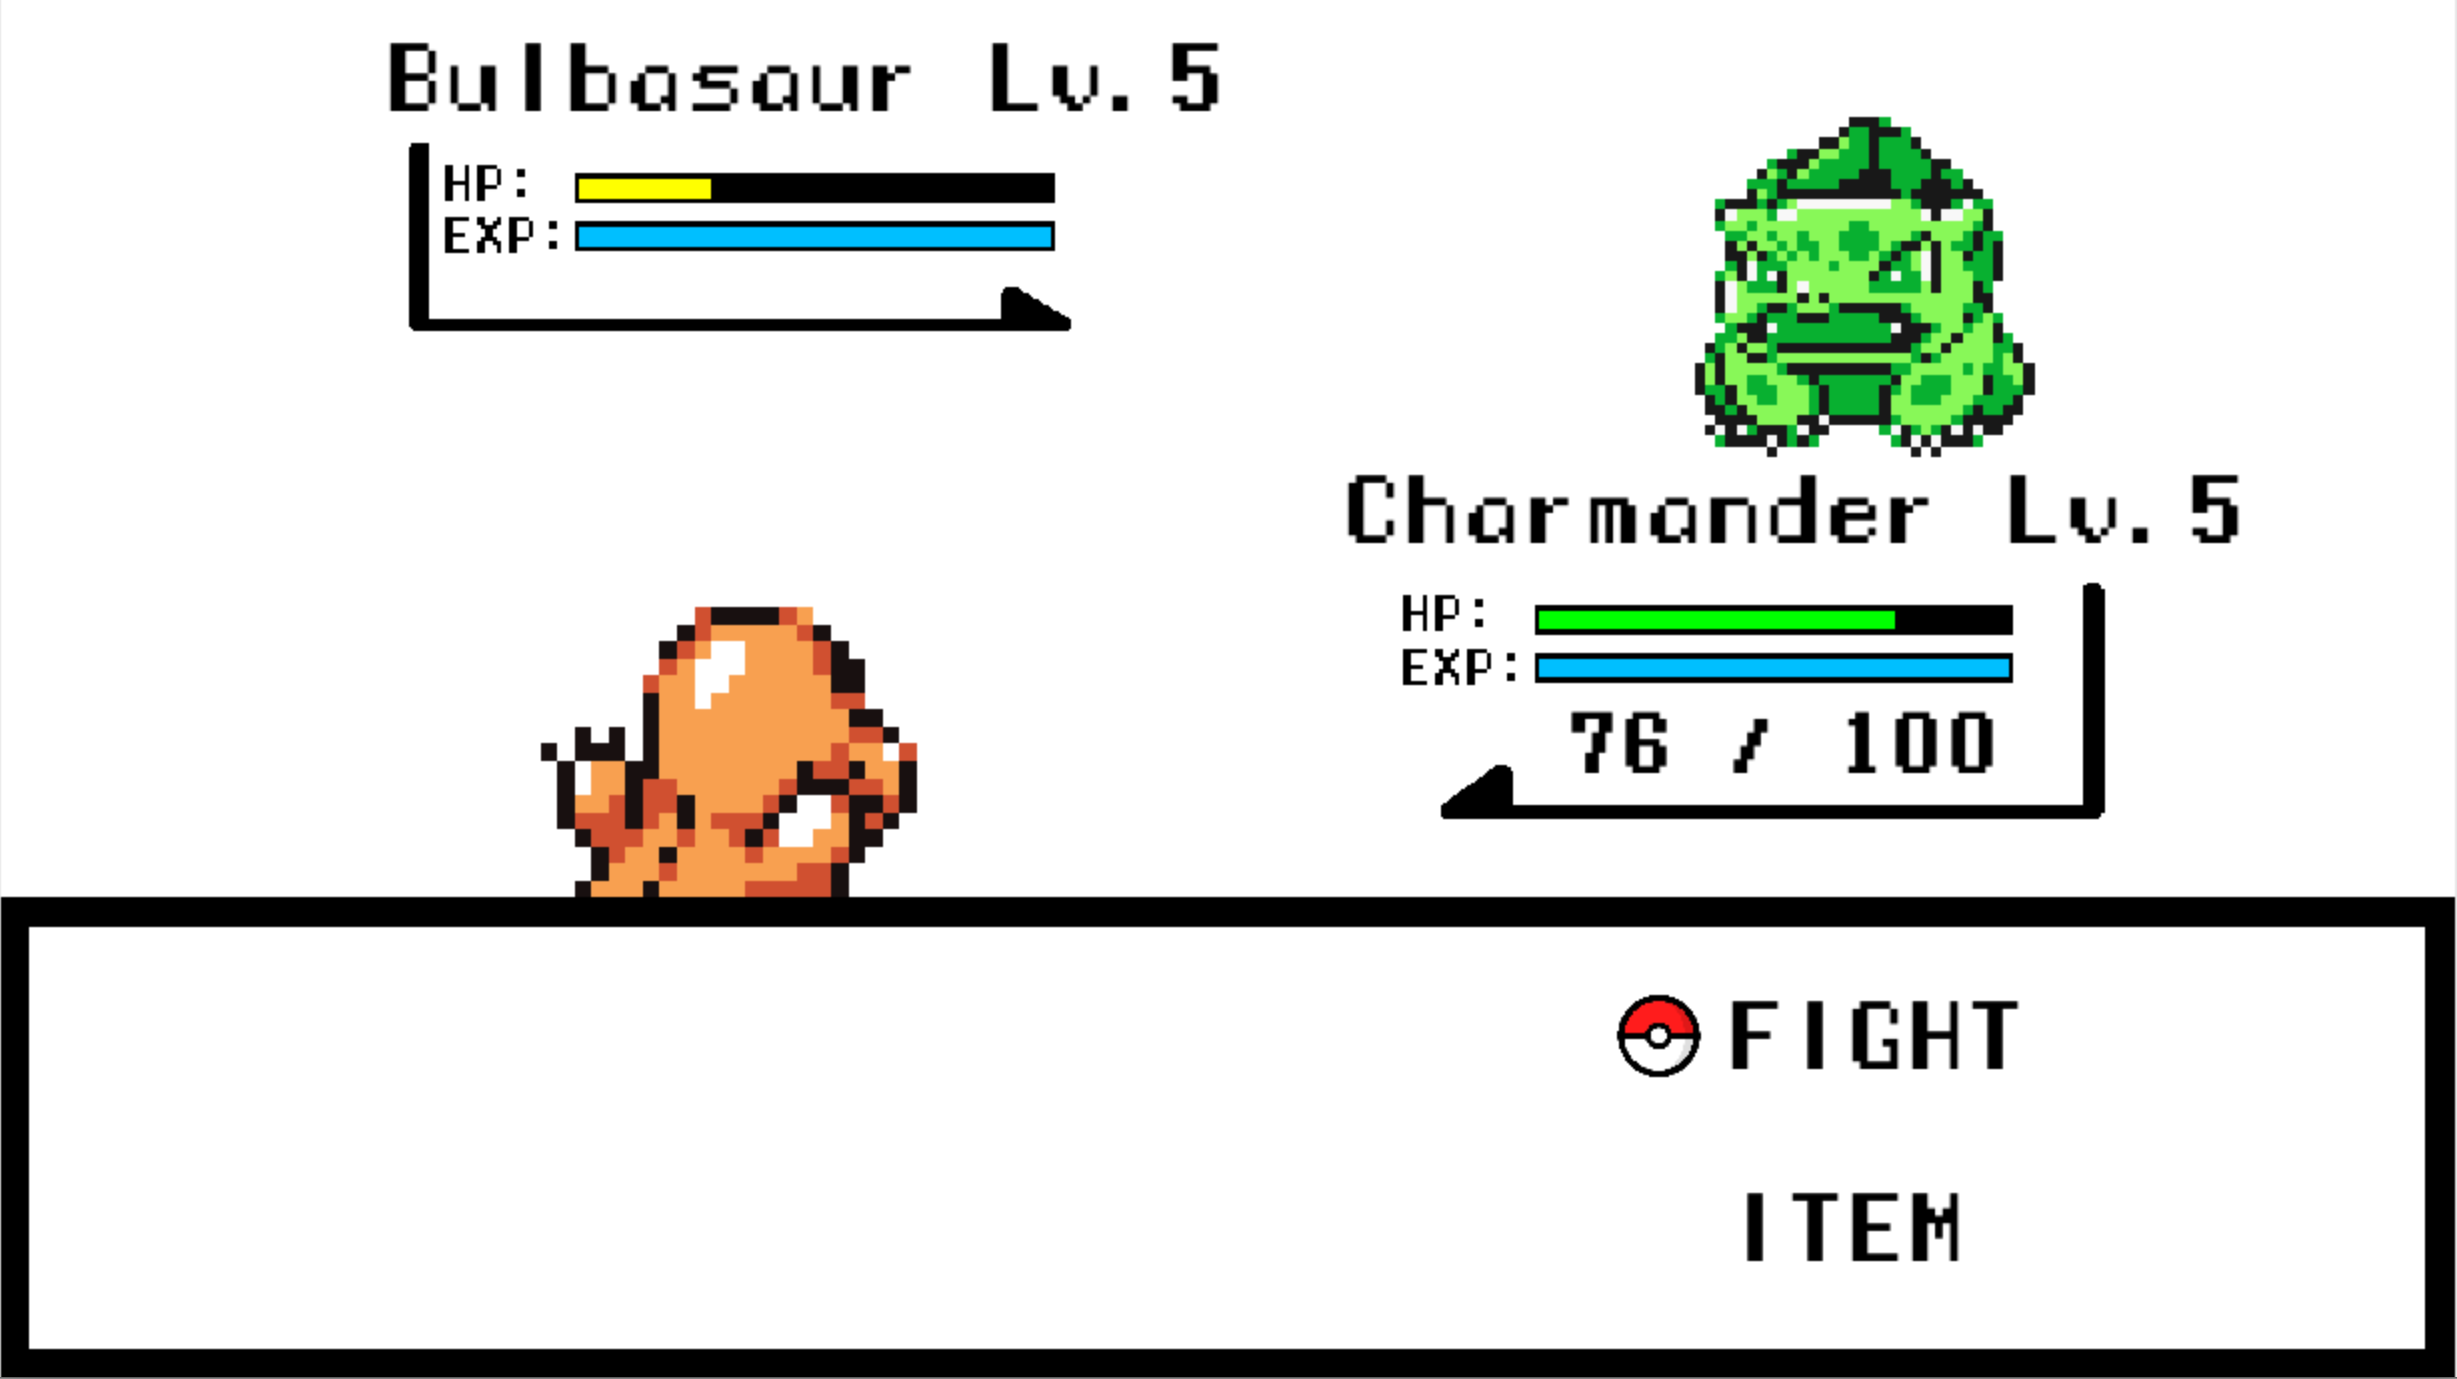 Bulbasaur Lv.5
HP:
EXP:
Charmander Lv.5
HP:
EXP:
76 / 100
FIGHT
ITEM